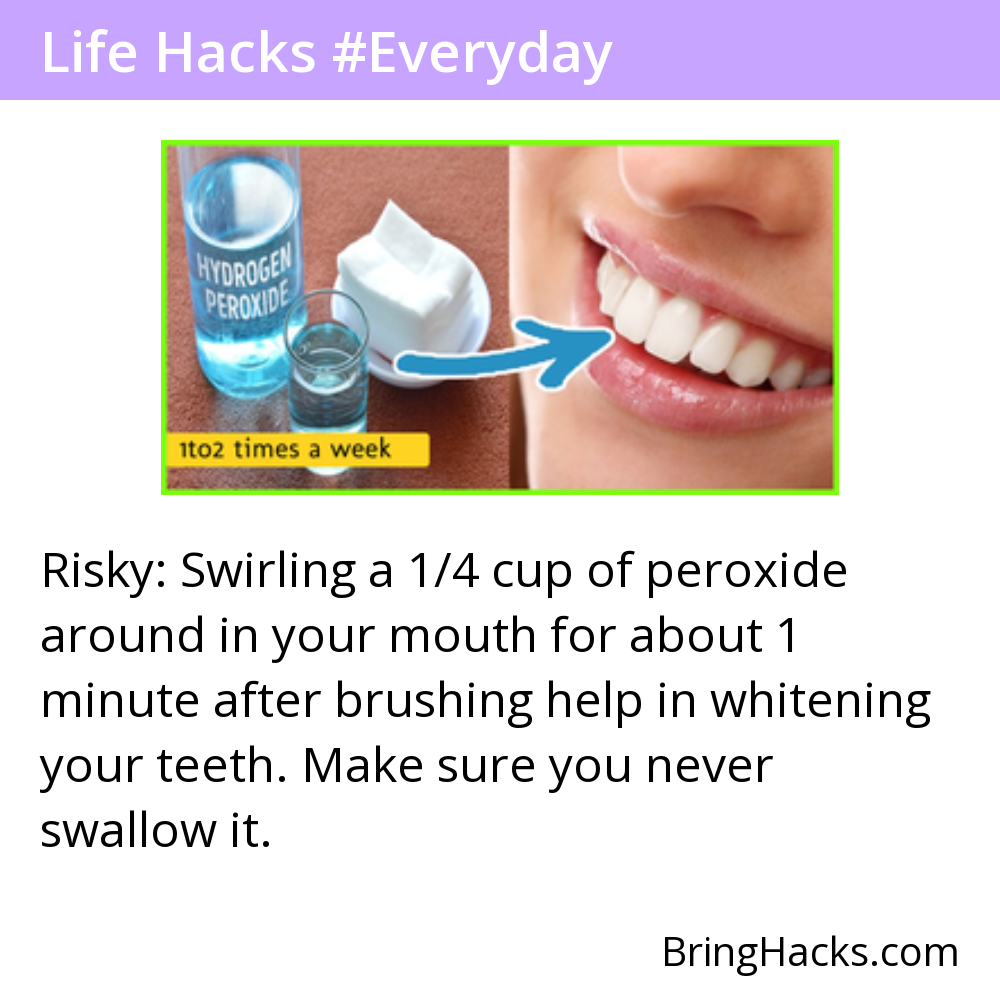 Life Hacks #Everyday
HYDROGEN
PEROXIDE
1to2 times a week
Risky: Swirling a 1/4 cup of peroxide
around in your mouth for about 1
minute after brushing help in whitening
your teeth. Make sure you never
swallow it.
BringHacks.com